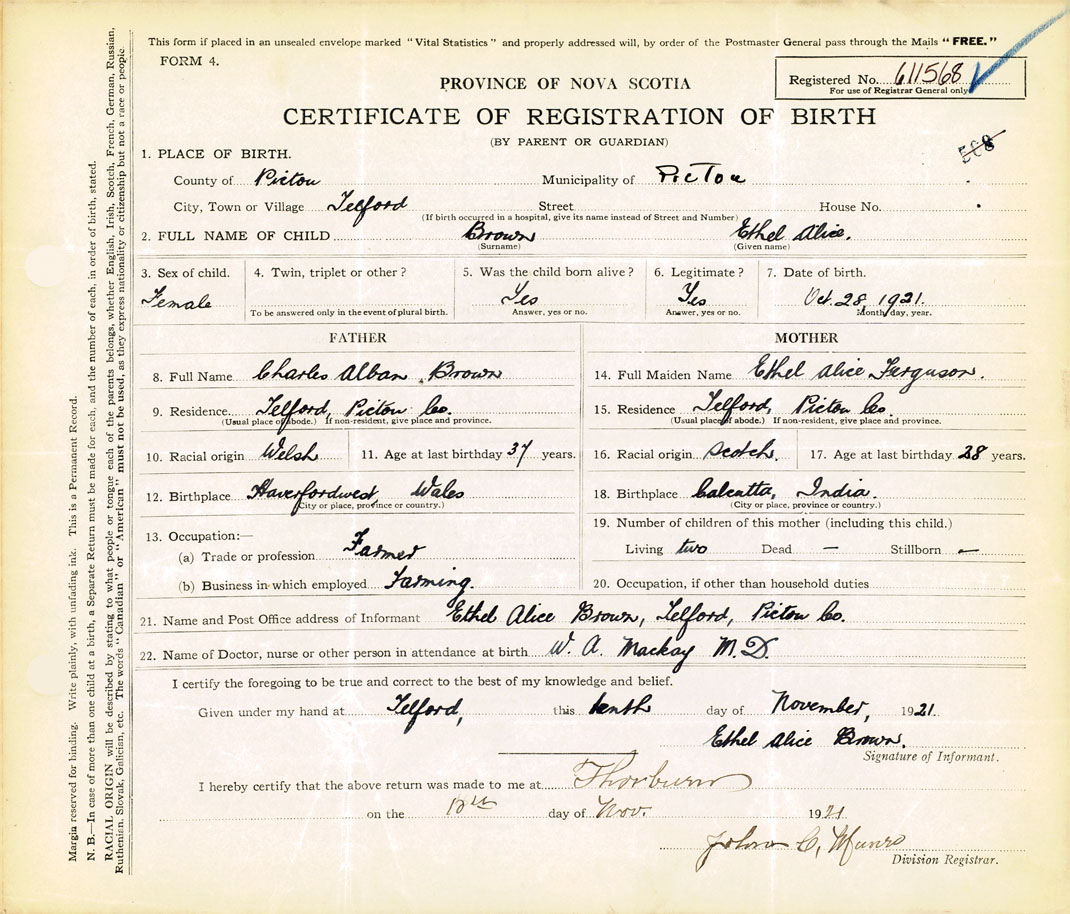 This form if placed in an unsealed envelope marked "Vital Statistics" and properly addressed will, by order of the Postmaster General pass through the Mails "FREE."
FORM 4.
Registered No. 611568
For use of Registrar General only
PROVINCE OF NOVA SCOTIA
CERTIFICATE OF REGISTRATION OF BIRTH
(BY PARENT OR GUARDIAN)
508
1. PLACE OF BIRTH.
County of Pictou Municipality of Pictou
City, Town or Village Telford Street House No.
(If birth occurred in a hospital, give its name instead of Street and Number)
2. FULL NAME OF CHILD Brown Ethel Alice.
(Surname) (Given name)
3. Sex of child. 4. Twin, triplet or other? 5. Was the child born alive? 6. Legitimate? 7. Date of birth.
Female Yes Yes Oct. 28, 1921.
To be answered only in the event of plural birth. Answer, yes or no. Answer, yes or no. Month, day, year.
FATHER MOTHER
8. Full Name Charles Alban Brown 14. Full Maiden Name Ethel Alice Ferguson.
9. Residence Telford, Pictou Co. 15. Residence Telford, Pictou Co.
(Usual place of abode.) If non-resident, give place and province. (Usual place of abode.) If non-resident, give place and province.
10. Racial origin Welsh 11. Age at last birthday 37 years. 16. Racial origin Scotch. 17. Age at last birthday 28 years.
12. Birthplace Haverfordwest, Wales 18. Birthplace Calcutta, India.
(City or place, province or country.) (City or place, province or country.)
13. Occupation:— 19. Number of children of this mother (including this child.)
(a) Trade or profession Farmer Living two Dead — Stillborn —
(b) Business in which employed Farming. 20. Occupation, if other than household duties
21. Name and Post Office address of Informant Ethel Alice Brown, Telford, Pictou Co.
22. Name of Doctor, nurse or other person in attendance at birth W. A. Mackay M.D.
I certify the foregoing to be true and correct to the best of my knowledge and belief.
Given under my hand at Telford, this tenth day of November, 1921.
Ethel Alice Brown.
Signature of Informant.
I hereby certify that the above return was made to me at Thorburn
on the 12th day of Nov. 1921
John C. Munro
Division Registrar.
Margin reserved for binding. Write plainly, with unfading ink. This is a Permanent Record.
N. B.—In case of more than one child at a birth, a Separate Return must be made for each, and the number of each, in order of birth, stated.
RACIAL ORIGIN will be described by stating to what people or tongue each of the parents belongs, whether English, Irish, Scotch, French, German, Russian,
Ruthenian, Slovak, Galician, etc. The words "Canadian" or "American" must not be used, as they express nationality or citizenship but not a race or people